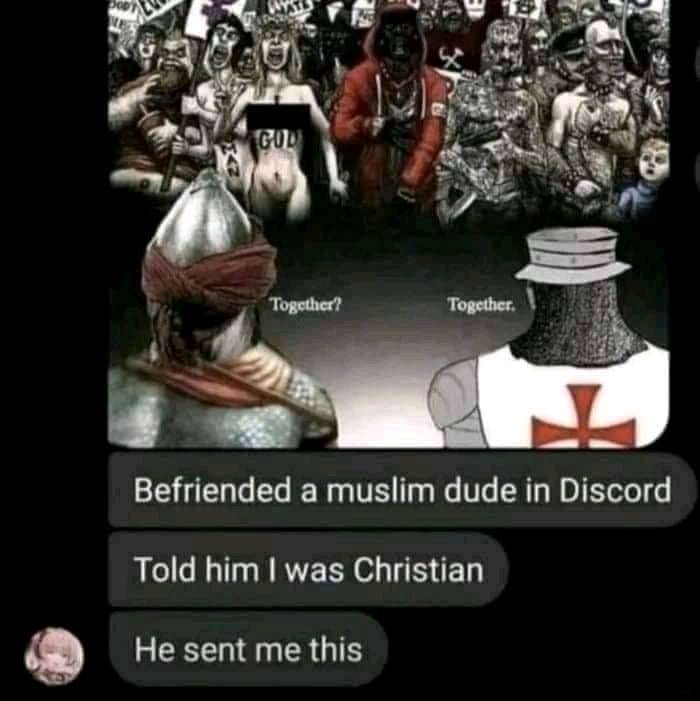 GOD
Together?
Together.
Befriended a muslim dude in Discord
Told him I was Christian
He sent me this